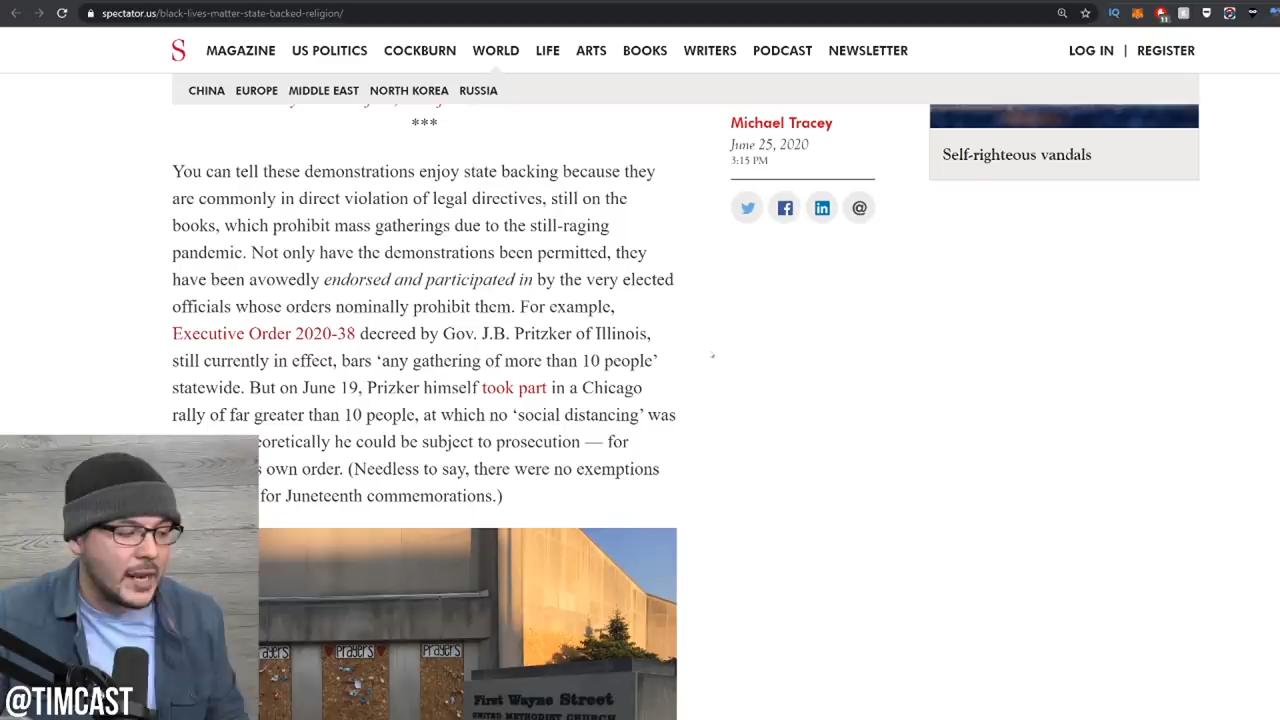 spectator.us/black-lives-matter-state-backed-religion/
11
S MAGAZINE US POLITICS COCKBURN WORLD LIFE ARTS BOOKS WRITERS PODCAST NEWSLETTER LOG IN | REGISTER
CHINA EUROPE MIDDLE EAST NORTH KOREA RUSSIA
***
You can tell these demonstrations enjoy state backing because they
are commonly in direct violation of legal directives, still on the
books, which prohibit mass gatherings due to the still-raging
pandemic. Not only have the demonstrations been permitted, they
have been avowedly endorsed and participated in by the very elected
officials whose orders nominally prohibit them. For example,
Executive Order 2020-38 decreed by Gov. J.B. Pritzker of Illinois,
still currently in effect, bars ‘any gathering of more than 10 people’
statewide. But on June 19, Prizker himself took part in a Chicago
rally of far greater than 10 people, at which no ‘social distancing’ was
oretically he could be subject to prosecution — for
s own order. (Needless to say, there were no exemptions
for Juneteenth commemorations.)
Michael Tracey
June 25, 2020
3:15 PM
@
Self-righteous vandals
prayers prayers
First Wayne Street
UNITED METHODIST CHURCH
@TIMCAST